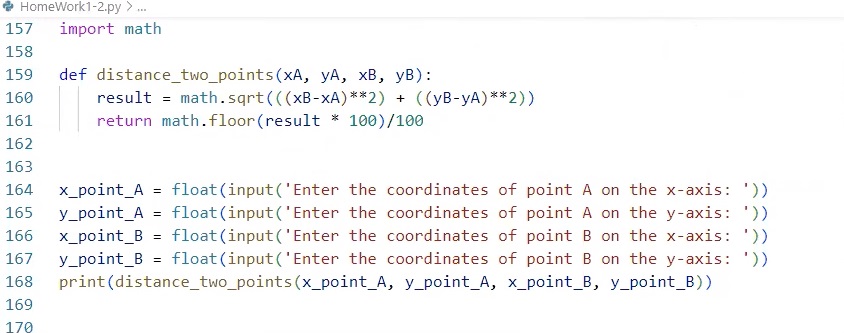 HomeWork1-2.py > ...
157 import math
158
159 def distance_two_points(xA, yA, xB, yB):
160     result = math.sqrt(((xB-xA)**2) + ((yB-yA)**2))
161     return math.floor(result * 100)/100
162
163
164 x_point_A = float(input('Enter the coordinates of point A on the x-axis: '))
165 y_point_A = float(input('Enter the coordinates of point A on the y-axis: '))
166 x_point_B = float(input('Enter the coordinates of point B on the x-axis: '))
167 y_point_B = float(input('Enter the coordinates of point B on the y-axis: '))
168 print(distance_two_points(x_point_A, y_point_A, x_point_B, y_point_B))
169
170